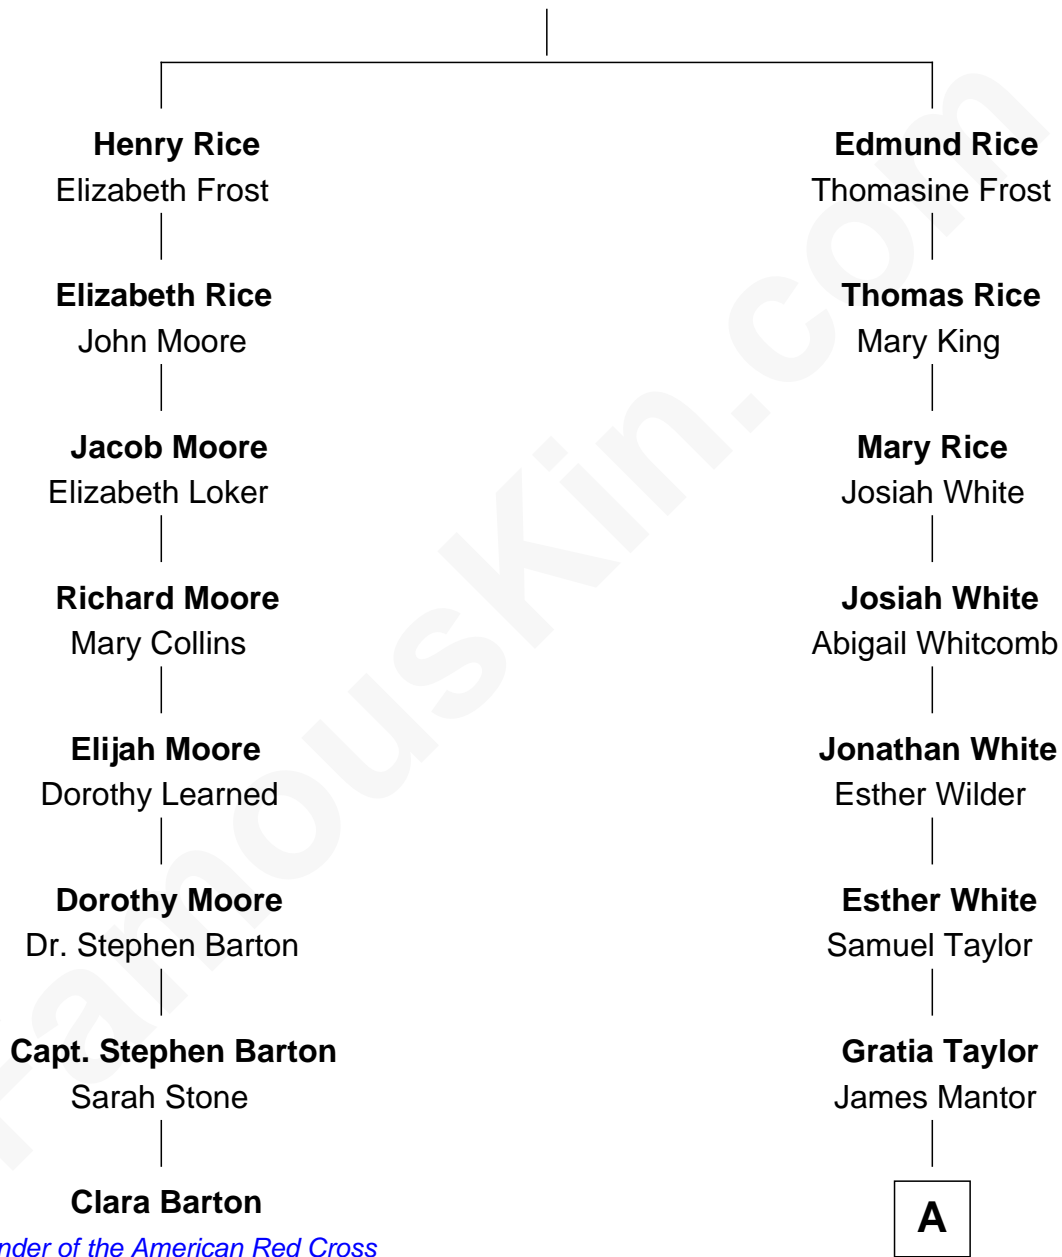 Henry Rice
Elizabeth Frost
Edmund Rice
Thomasine Frost
Elizabeth Rice
John Moore
Thomas Rice
Mary King
Jacob Moore
Elizabeth Loker
Mary Rice
Josiah White
Richard Moore
Mary Collins
Josiah White
Abigail Whitcomb
Elijah Moore
Dorothy Learned
Jonathan White
Esther Wilder
Dorothy Moore
Dr. Stephen Barton
Esther White
Samuel Taylor
Capt. Stephen Barton
Sarah Stone
Gratia Taylor
James Mantor
Clara Barton
nder of the American Red Cross
A
FamousKin.com